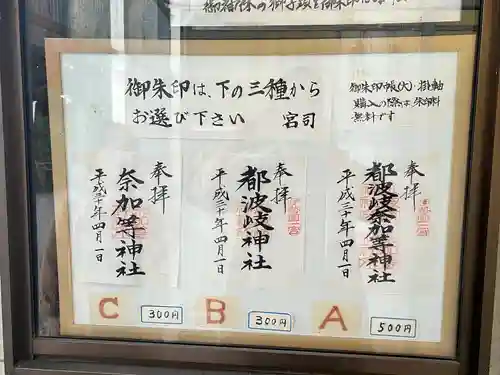 御朱印は、下の三種から
お選び下さい 宮司
御朱印帳(大)・掛軸
購入の際は、朱印料
無料です
奉拝
都波岐奈加等神社
平成三十年四月一日
奉拝
都波岐神社
平成三十年四月一日
奉拝
奈加等神社
平成三十年四月一日
A 500円
B 300円
C 300円